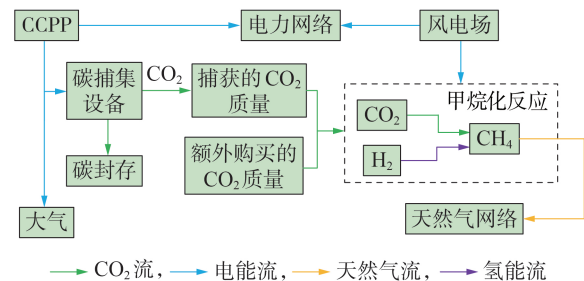 CCPP
电力网络
风电场
碳捕集
设备
CO₂
捕获的CO₂
质量
甲烷化反应
CO₂
CH₄
H₂
碳封存
额外购买的
CO₂质量
大气
天然气网络
CO₂流, 电能流, 天然气流, 氢能流